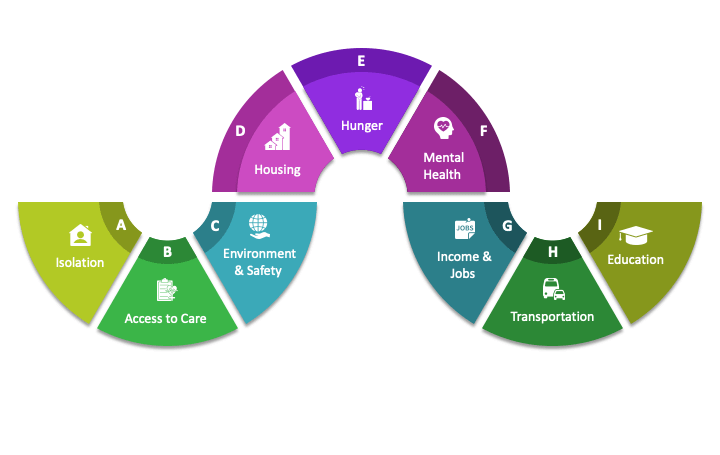 A
Isolation
B
Access to Care
C
Environment
& Safety
D
Housing
E
Hunger
F
Mental
Health
G
JOBS
Income &
Jobs
H
Transportation
I
Education